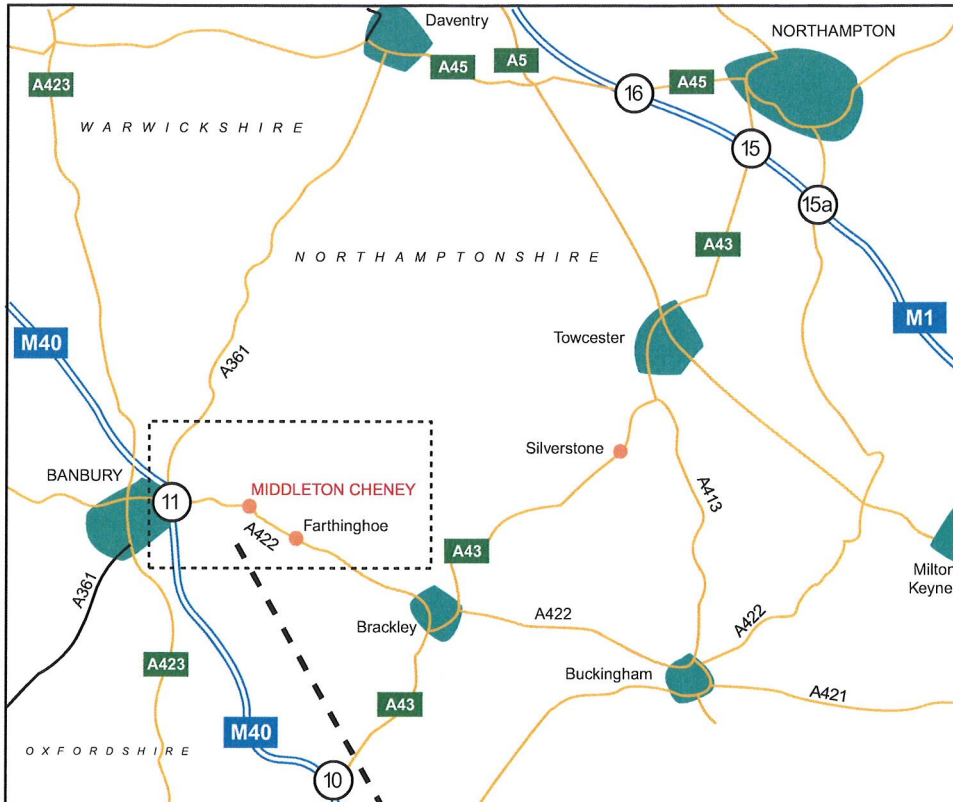 Daventry
NORTHAMPTON
A423
A45
A5
A45
16
WARWICKSHIRE
15
15a
A43
NORTHAMPTONSHIRE
M1
Towcester
M40
A361
Silverstone
BANBURY
MIDDLETON CHENEY
11
A422
Farthinghoe
A413
A43
Milton
Keyne
A361
Brackley
A422
A422
A423
Buckingham
A421
A43
M40
OXFORDSHIRE
10